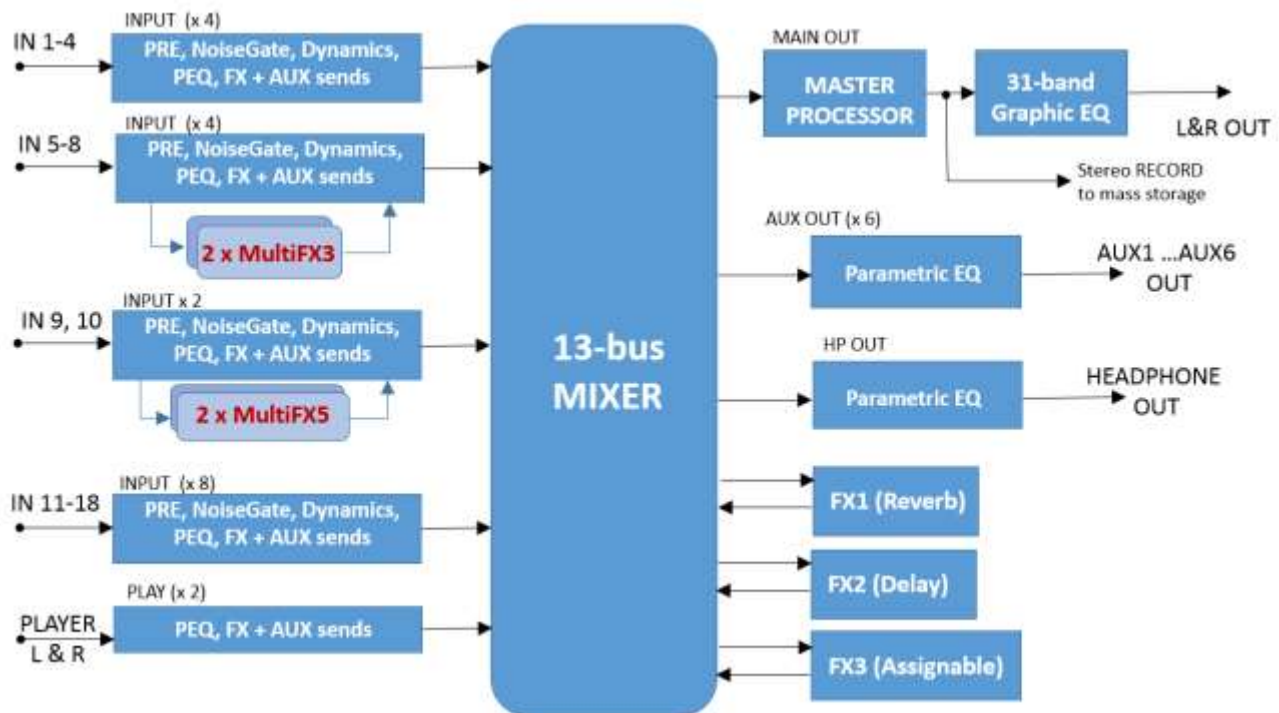 INPUT (x 4)
IN 1-4
PRE, NoiseGate, Dynamics,
PEQ, FX + AUX sends
INPUT (x 4)
IN 5-8
PRE, NoiseGate, Dynamics,
PEQ, FX + AUX sends
2 x MultiFX3
INPUT x 2
IN 9, 10
PRE, NoiseGate, Dynamics,
PEQ, FX + AUX sends
2 x MultiFX5
INPUT (x 8)
IN 11-18
PRE, NoiseGate, Dynamics,
PEQ, FX + AUX sends
PLAY (x 2)
PLAYER
L & R
PEQ, FX + AUX sends
13-bus
MIXER
MAIN OUT
MASTER
PROCESSOR
31-band
Graphic EQ
L&R OUT
Stereo RECORD
to mass storage
AUX OUT (x 6)
Parametric EQ
AUX1 ...AUX6
OUT
HP OUT
Parametric EQ
HEADPHONE
OUT
FX1 (Reverb)
FX2 (Delay)
FX3 (Assignable)